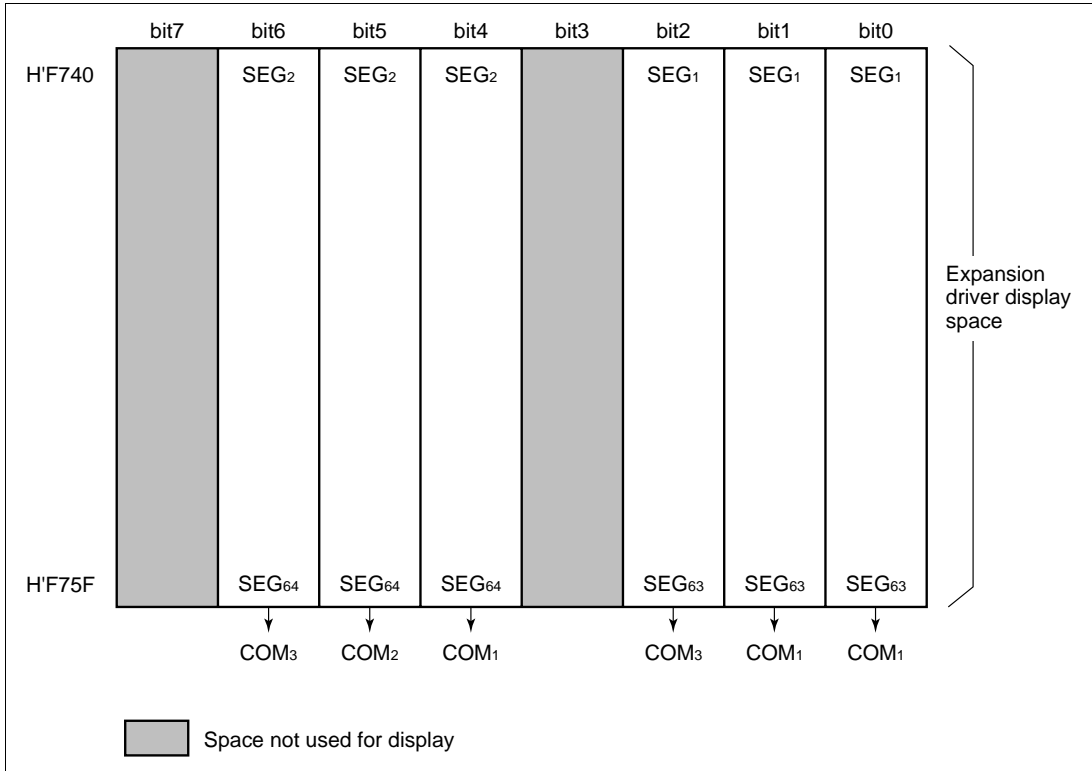 bit7 bit6 bit5 bit4 bit3 bit2 bit1 bit0
H'F740 SEG2 SEG2 SEG2 SEG1 SEG1 SEG1
Expansion
driver display
space
H'F75F SEG64 SEG64 SEG64 SEG63 SEG63 SEG63
COM3 COM2 COM1 COM3 COM1 COM1
Space not used for display